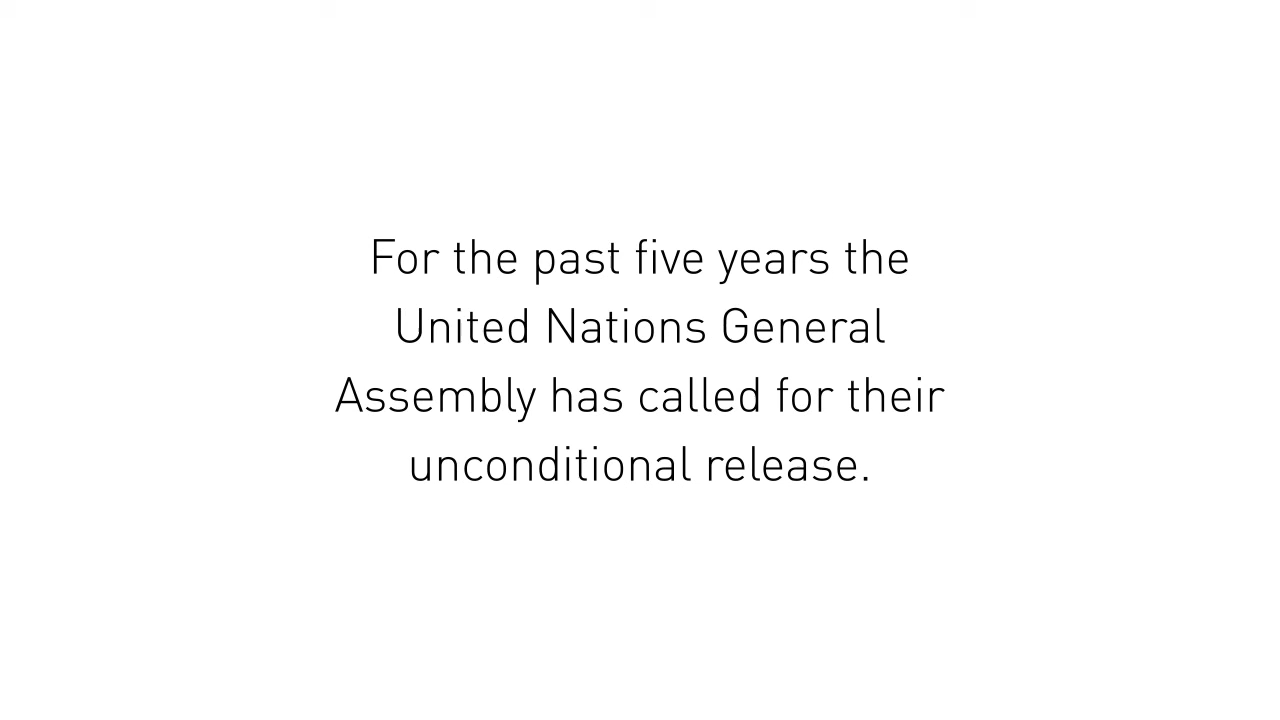 For the past five years the
United Nations General
Assembly has called for their
unconditional release.